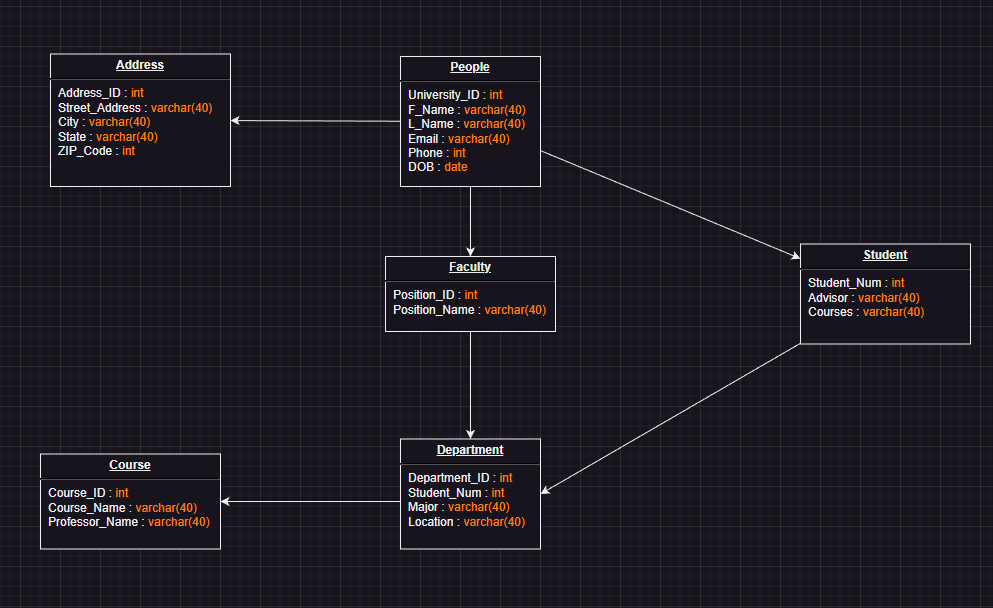 Address
Address_ID : int
Street_Address : varchar(40)
City : varchar(40)
State : varchar(40)
ZIP_Code : int
People
University_ID : int
F_Name : varchar(40)
L_Name : varchar(40)
Email : varchar(40)
Phone : int
DOB : date
Faculty
Position_ID : int
Position_Name : varchar(40)
Student
Student_Num : int
Advisor : varchar(40)
Courses : varchar(40)
Course
Course_ID : int
Course_Name : varchar(40)
Professor_Name : varchar(40)
Department
Department_ID : int
Student_Num : int
Major : varchar(40)
Location : varchar(40)